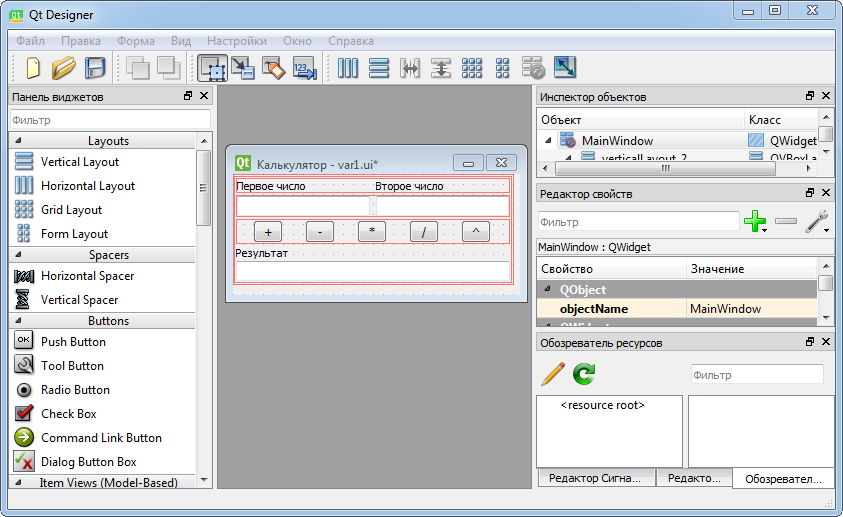 Qt Designer
Файл Правка Форма Вид Настройки Окно Справка
123
Панель виджетов
Фильтр
Layouts
Vertical Layout
Horizontal Layout
Grid Layout
Form Layout
Spacers
Horizontal Spacer
Vertical Spacer
Buttons
OK Push Button
Tool Button
Radio Button
Check Box
Command Link Button
Dialog Button Box
Item Views (Model-Based)
Qt Калькулятор - var1.ui*
Первое число Второе число
+ - * / ^
Результат
Инспектор объектов
Объект Класс
MainWindow QWidget
verticalLayout_2 QVBoxLa
Редактор свойств
Фильтр
MainWindow : QWidget
Свойство Значение
QObject
objectName MainWindow
QWidget
Обозреватель ресурсов
Фильтр
<resource root>
Редактор Сигна... Редакто... Обозревател...